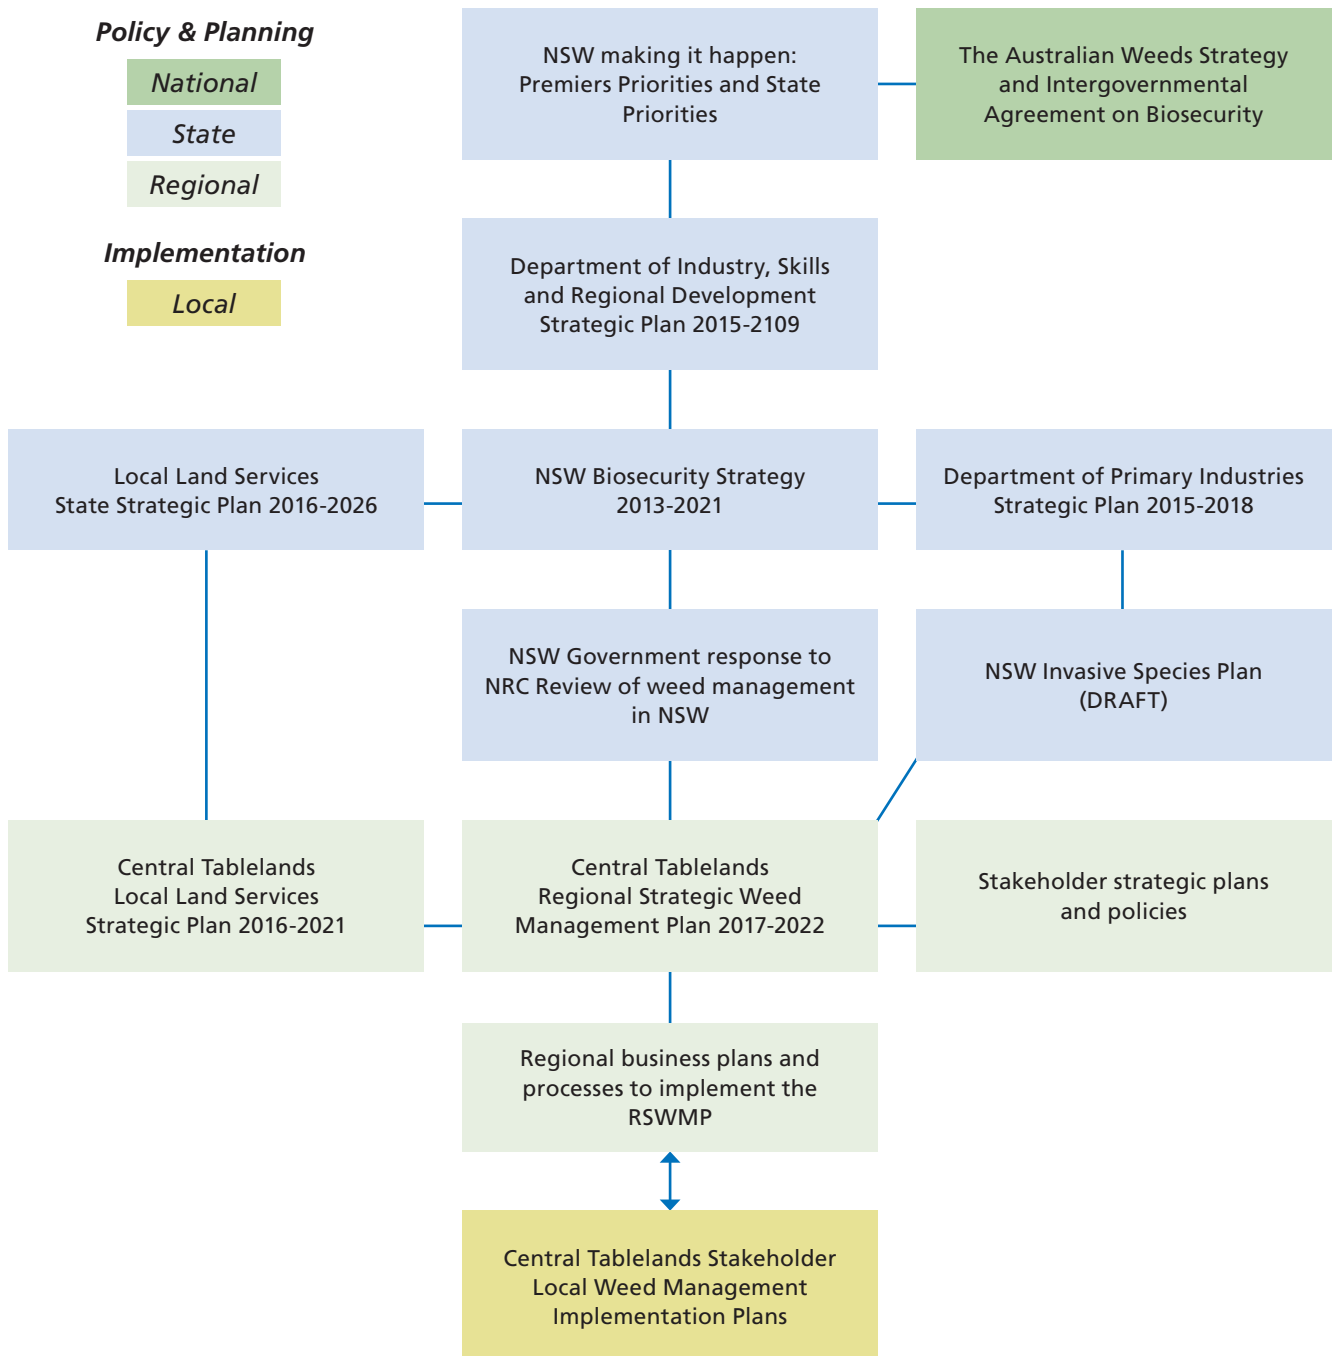 Policy & Planning
National
State
Regional
Implementation
Local
NSW making it happen:
Premiers Priorities and State
Priorities
The Australian Weeds Strategy
and Intergovernmental
Agreement on Biosecurity
Department of Industry, Skills
and Regional Development
Strategic Plan 2015-2109
Local Land Services
State Strategic Plan 2016-2026
NSW Biosecurity Strategy
2013-2021
Department of Primary Industries
Strategic Plan 2015-2018
NSW Government response to
NRC Review of weed management
in NSW
NSW Invasive Species Plan
(DRAFT)
Central Tablelands
Local Land Services
Strategic Plan 2016-2021
Central Tablelands
Regional Strategic Weed
Management Plan 2017-2022
Stakeholder strategic plans
and policies
Regional business plans and
processes to implement the
RSWMP
Central Tablelands Stakeholder
Local Weed Management
Implementation Plans